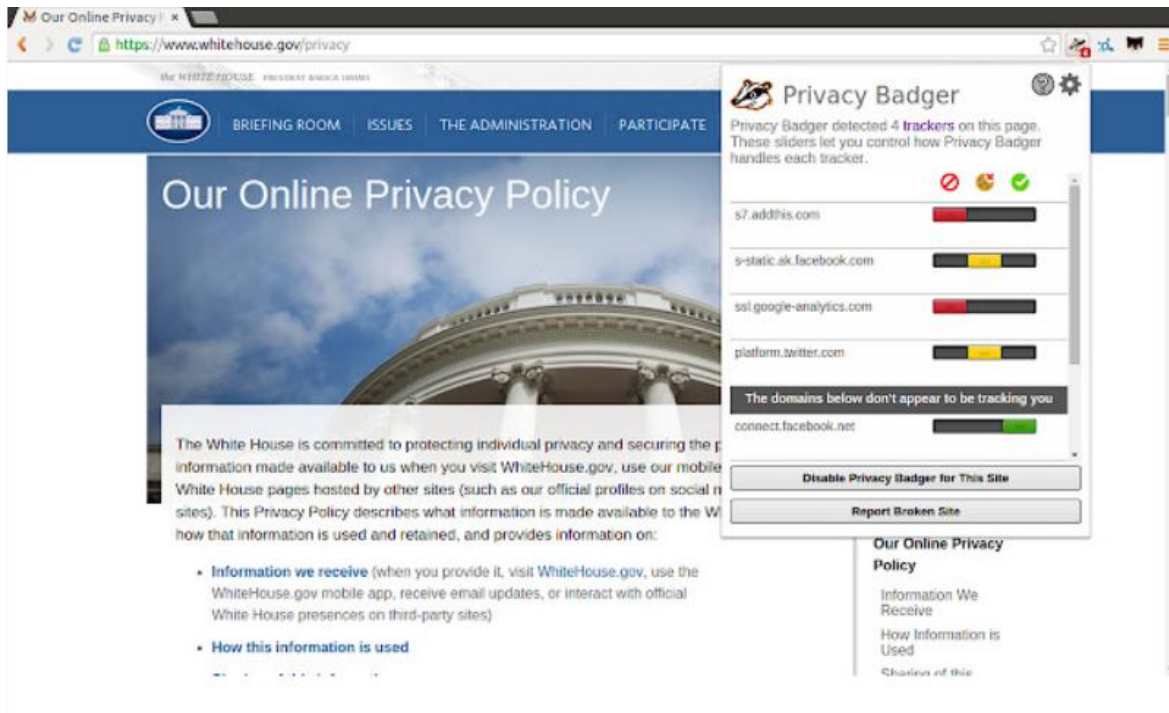 Our Online Privacy
https://www.whitehouse.gov/privacy
the WHITE HOUSE PRESIDENT BARACK OBAMA
BRIEFING ROOM ISSUES THE ADMINISTRATION PARTICIPATE
Our Online Privacy Policy
Privacy Badger
Privacy Badger detected 4 trackers on this page.
These sliders let you control how Privacy Badger
handles each tracker.
s7.addthis.com
s-static.ak.facebook.com
ssl.google-analytics.com
platform.twitter.com
The domains below don't appear to be tracking you
connect.facebook.net
Disable Privacy Badger for This Site
Report Broken Site
The White House is committed to protecting individual privacy and securing the p
information made available to us when you visit WhiteHouse.gov, use our mobile
White House pages hosted by other sites (such as our official profiles on social n
sites). This Privacy Policy describes what information is made available to the W
how that information is used and retained, and provides information on:
• Information we receive (when you provide it, visit WhiteHouse.gov, use the
WhiteHouse.gov mobile app, receive email updates, or interact with official
White House presences on third-party sites)
• How this information is used
Our Online Privacy
Policy
Information We
Receive
How Information is
Used
Sharing of this